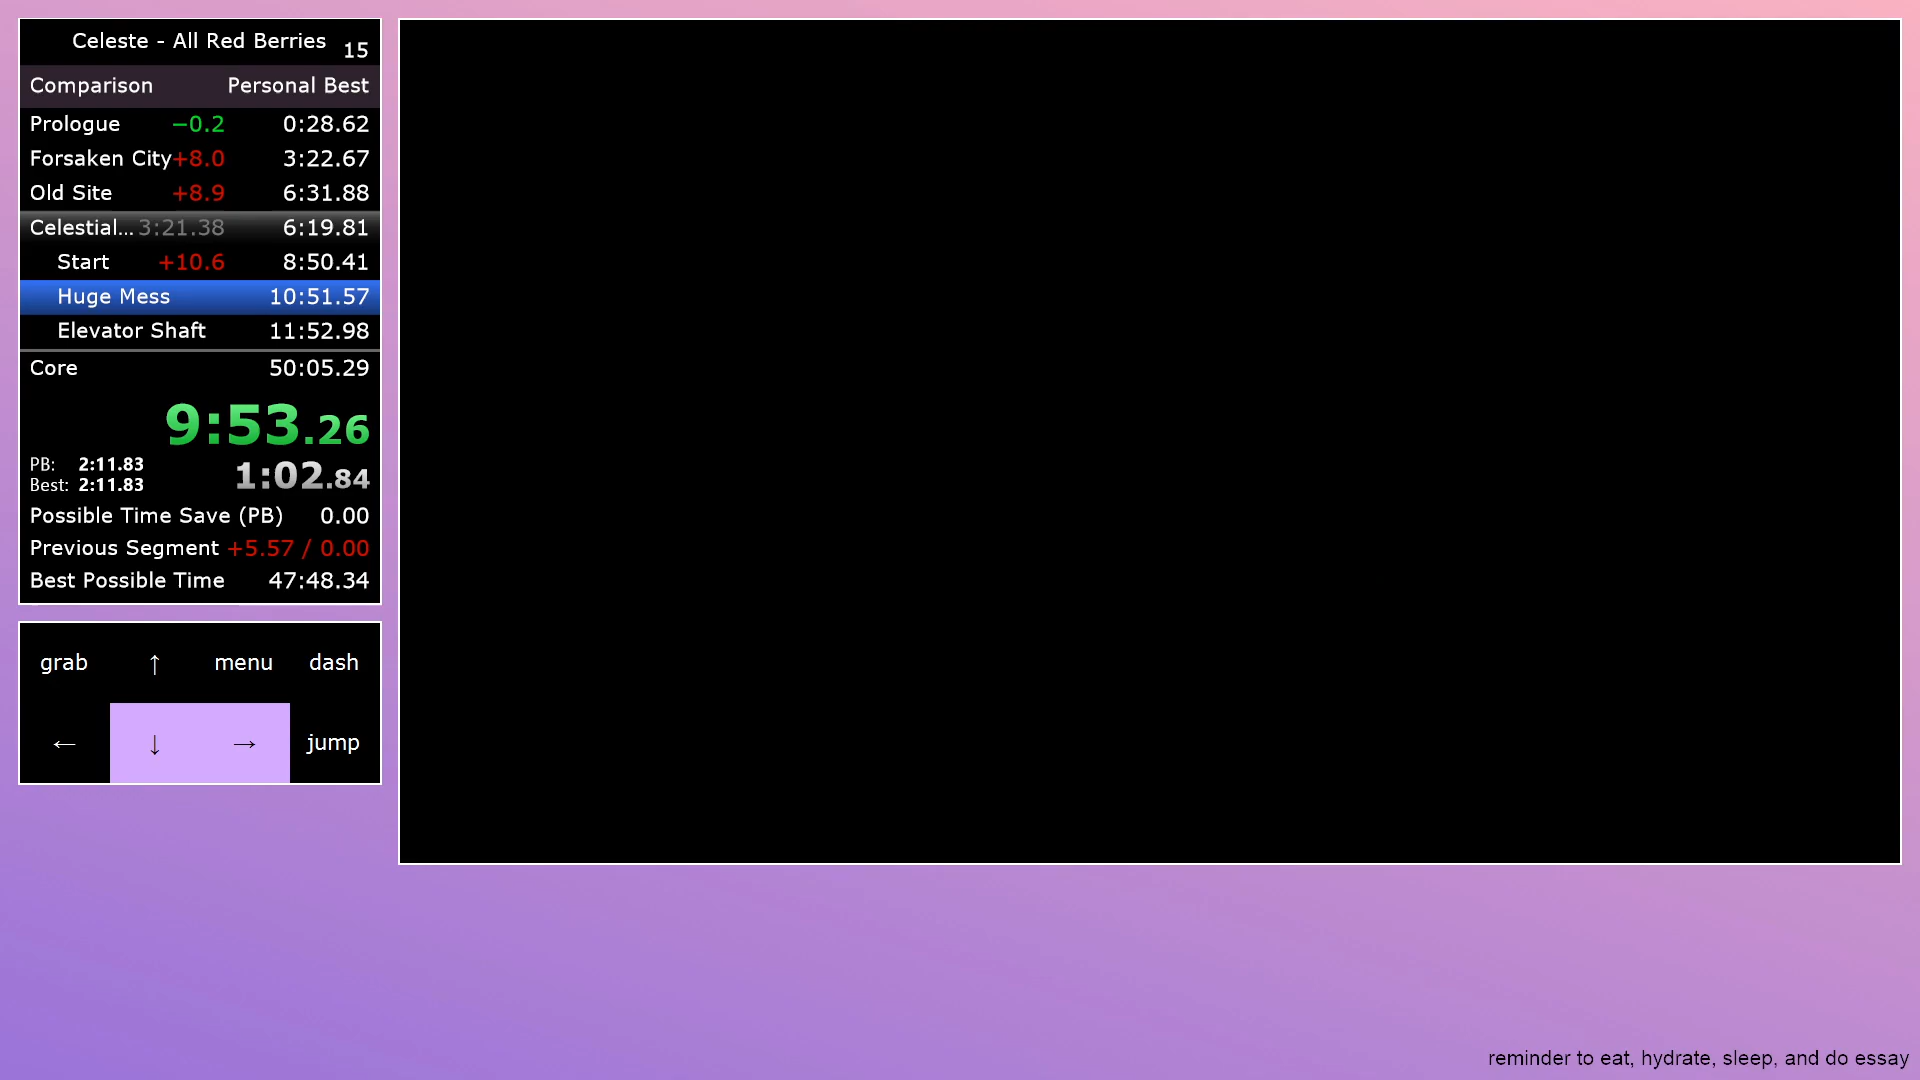 Celeste - All Red Berries 15
Comparison Personal Best
Prologue −0.2 0:28.62
Forsaken City +8.0 3:22.67
Old Site +8.9 6:31.88
Celestial... 3:21.38 6:19.81
Start +10.6 8:50.41
Huge Mess 10:51.57
Elevator Shaft 11:52.98
Core 50:05.29
9:53.26
PB: 2:11.83
Best: 2:11.83
1:02.84
Possible Time Save (PB) 0.00
Previous Segment +5.57 / 0.00
Best Possible Time 47:48.34
grab ↑ menu dash
← ↓ → jump
reminder to eat, hydrate, sleep, and do essay